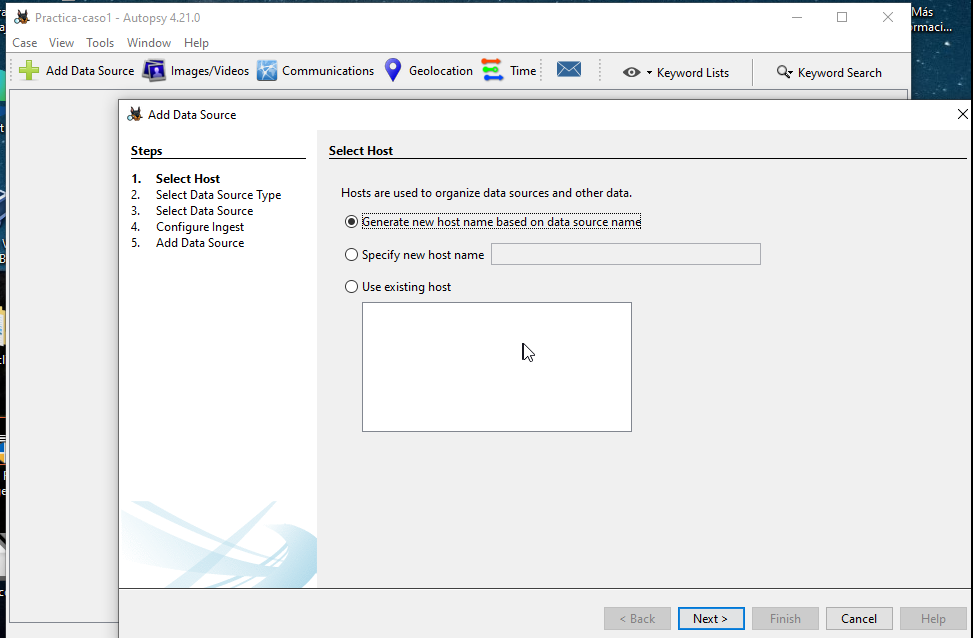 Practica-caso1 - Autopsy 4.21.0
Más
Case View Tools Window Help
Add Data Source Images/Videos Communications Geolocation Time Keyword Lists Keyword Search
Add Data Source
Steps
1. Select Host
2. Select Data Source Type
3. Select Data Source
4. Configure Ingest
5. Add Data Source
Select Host
Hosts are used to organize data sources and other data.
Generate new host name based on data source name
Specify new host name
Use existing host
< Back Next > Finish Cancel Help